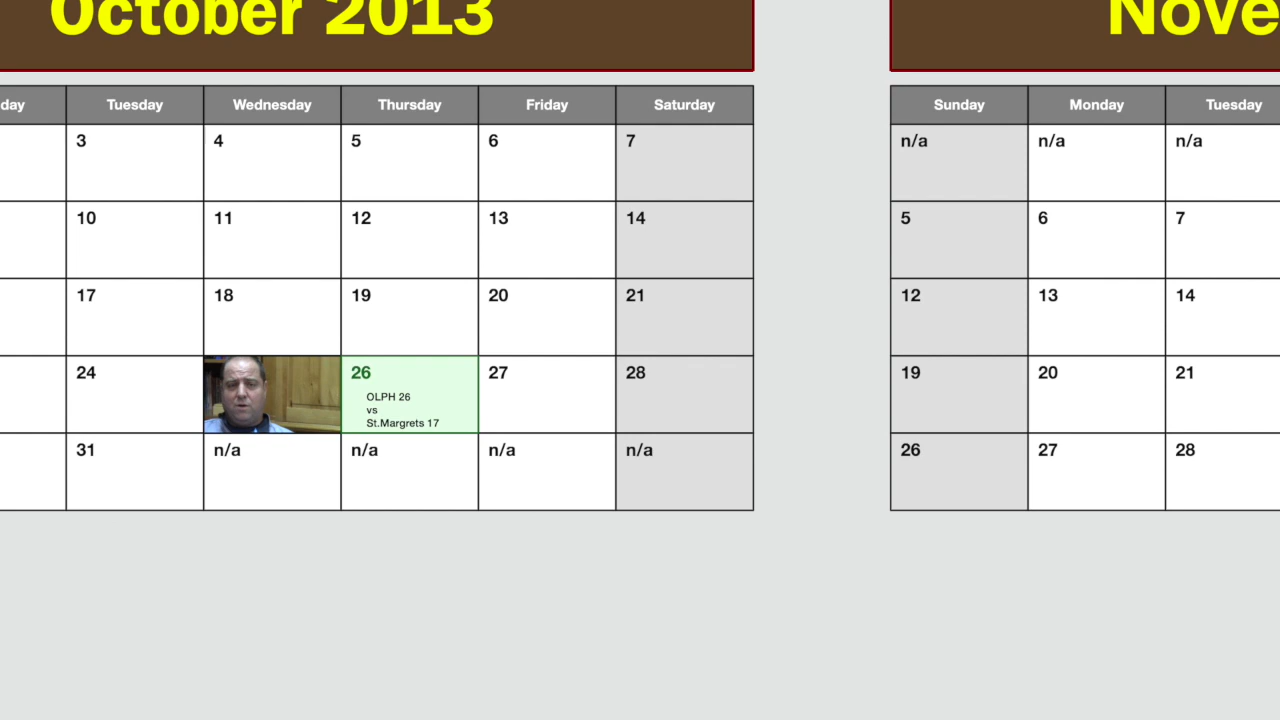 October 2013
Nove
day Tuesday Wednesday Thursday Friday Saturday
3 4 5 6 7
10 11 12 13 14
17 18 19 20 21
24 26 27 28
OLPH 26
vs
St.Margrets 17
31 n/a n/a n/a n/a
Sunday Monday Tuesday
n/a n/a n/a
5 6 7
12 13 14
19 20 21
26 27 28